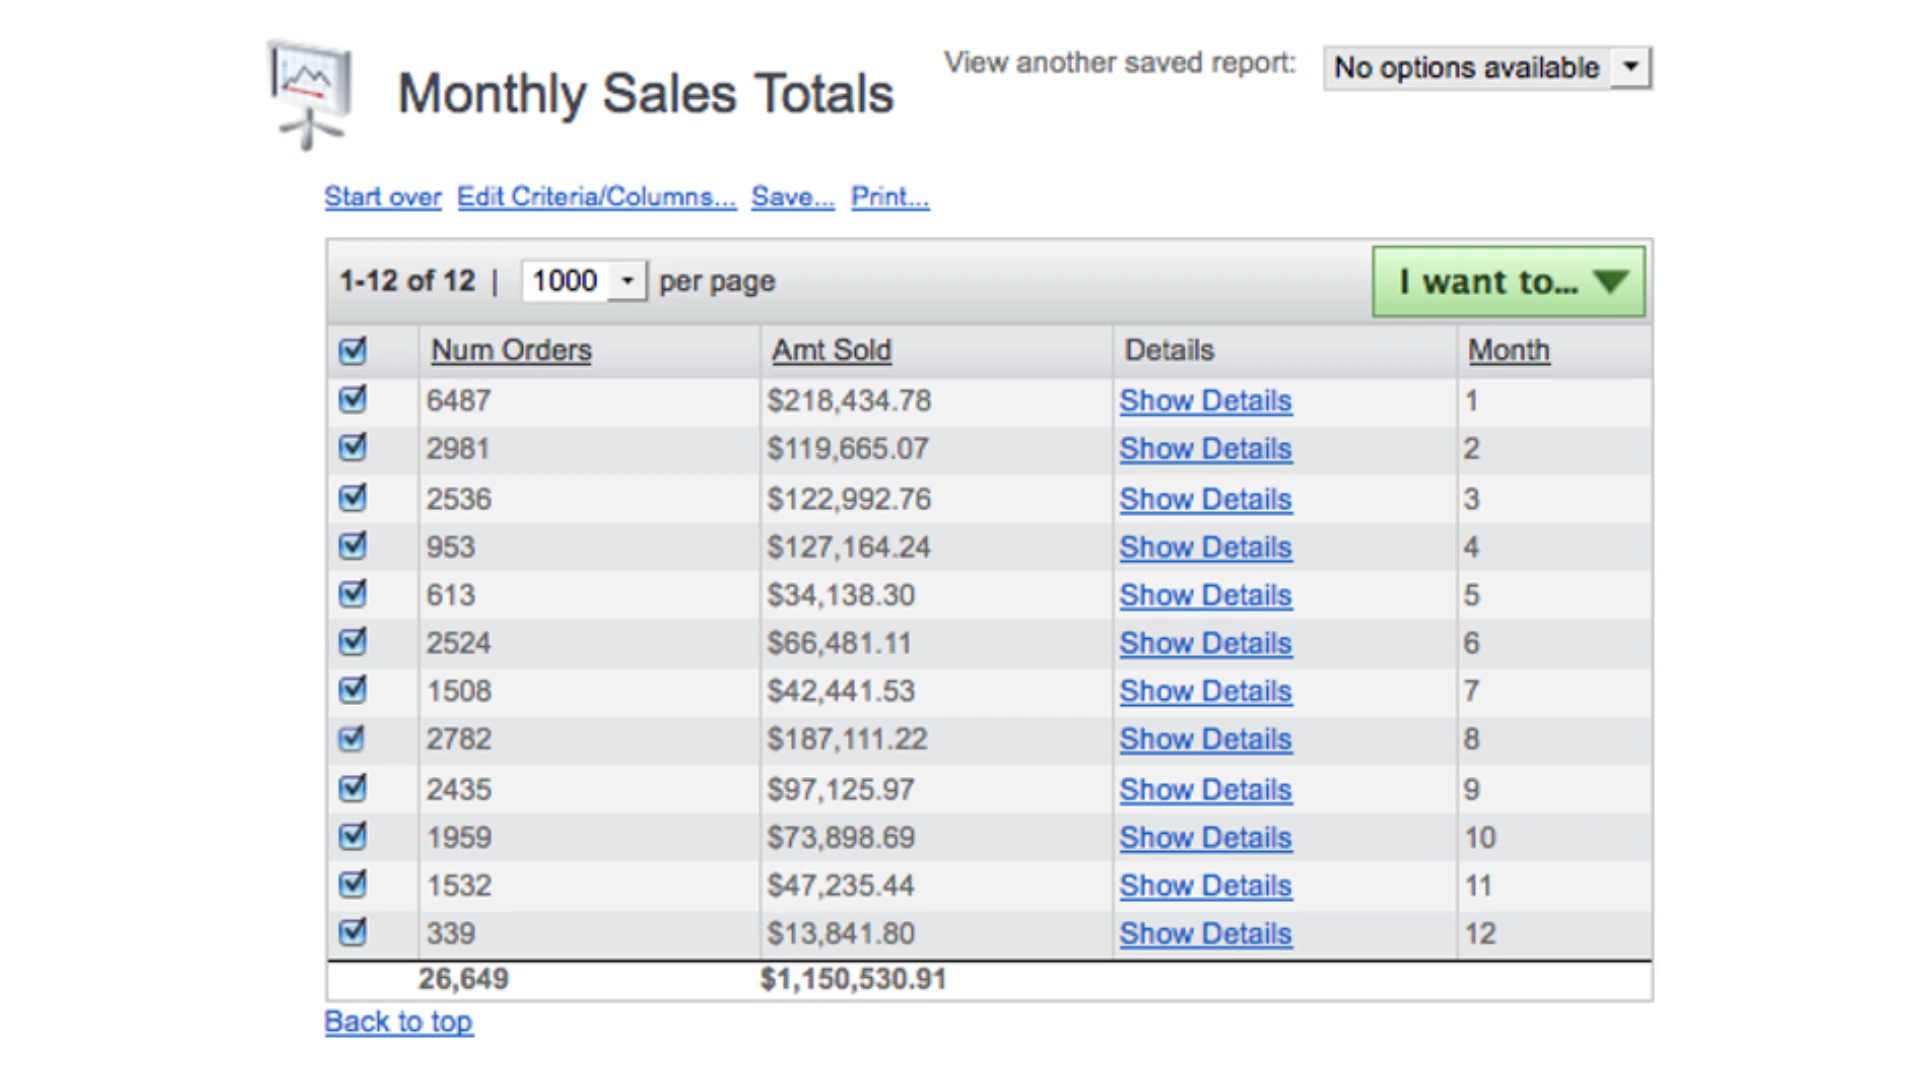 Monthly Sales Totals
View another saved report: No options available
Start over Edit Criteria/Columns... Save... Print...
1-12 of 12 | 1000 per page I want to...
Num Orders Amt Sold Details Month
6487 $218,434.78 Show Details 1
2981 $119,665.07 Show Details 2
2536 $122,992.76 Show Details 3
953 $127,164.24 Show Details 4
613 $34,138.30 Show Details 5
2524 $66,481.11 Show Details 6
1508 $42,441.53 Show Details 7
2782 $187,111.22 Show Details 8
2435 $97,125.97 Show Details 9
1959 $73,898.69 Show Details 10
1532 $47,235.44 Show Details 11
339 $13,841.80 Show Details 12
26,649 $1,150,530.91
Back to top